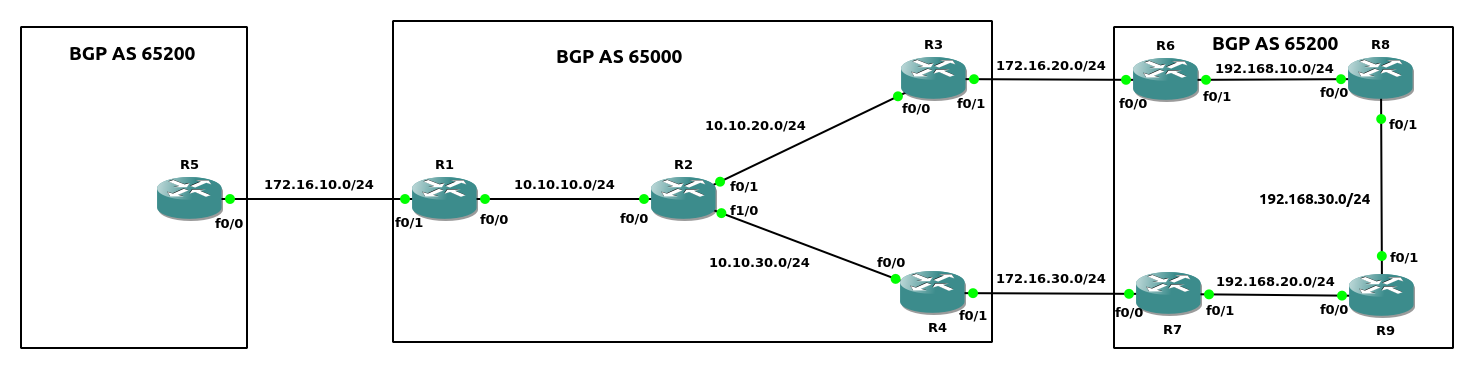 BGP AS 65200
R5
f0/0
172.16.10.0/24
BGP AS 65000
R1
f0/1
f0/0
10.10.10.0/24
R2
f0/0
f0/1
f1/0
10.10.20.0/24
10.10.30.0/24
R3
f0/0
f0/1
f0/0
R4
f0/1
172.16.20.0/24
172.16.30.0/24
BGP AS 65200
R6
f0/0
f0/1
192.168.10.0/24
R8
f0/0
f0/1
192.168.30.0/24
f0/1
R7
f0/0
f0/1
192.168.20.0/24
f0/0
R9